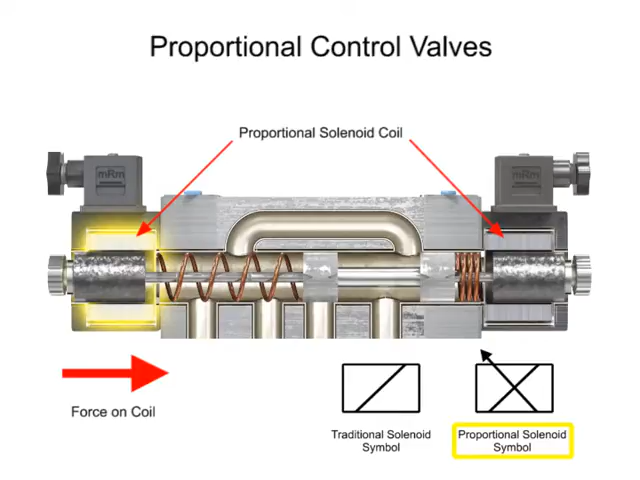 Proportional Control Valves
Proportional Solenoid Coil
mRm
mRm
Force on Coil
Traditional Solenoid
Symbol
Proportional Solenoid
Symbol